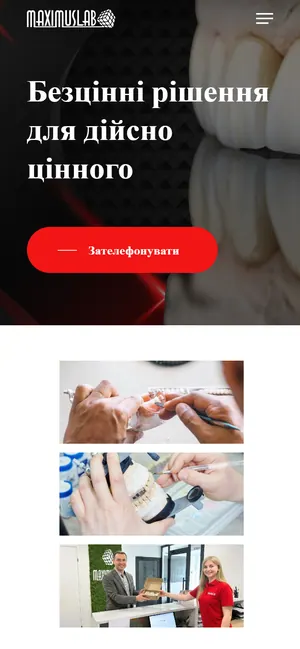 MAXIMUSLAB
Безцінні рішення
для дійсно
цінного
Зателефонувати